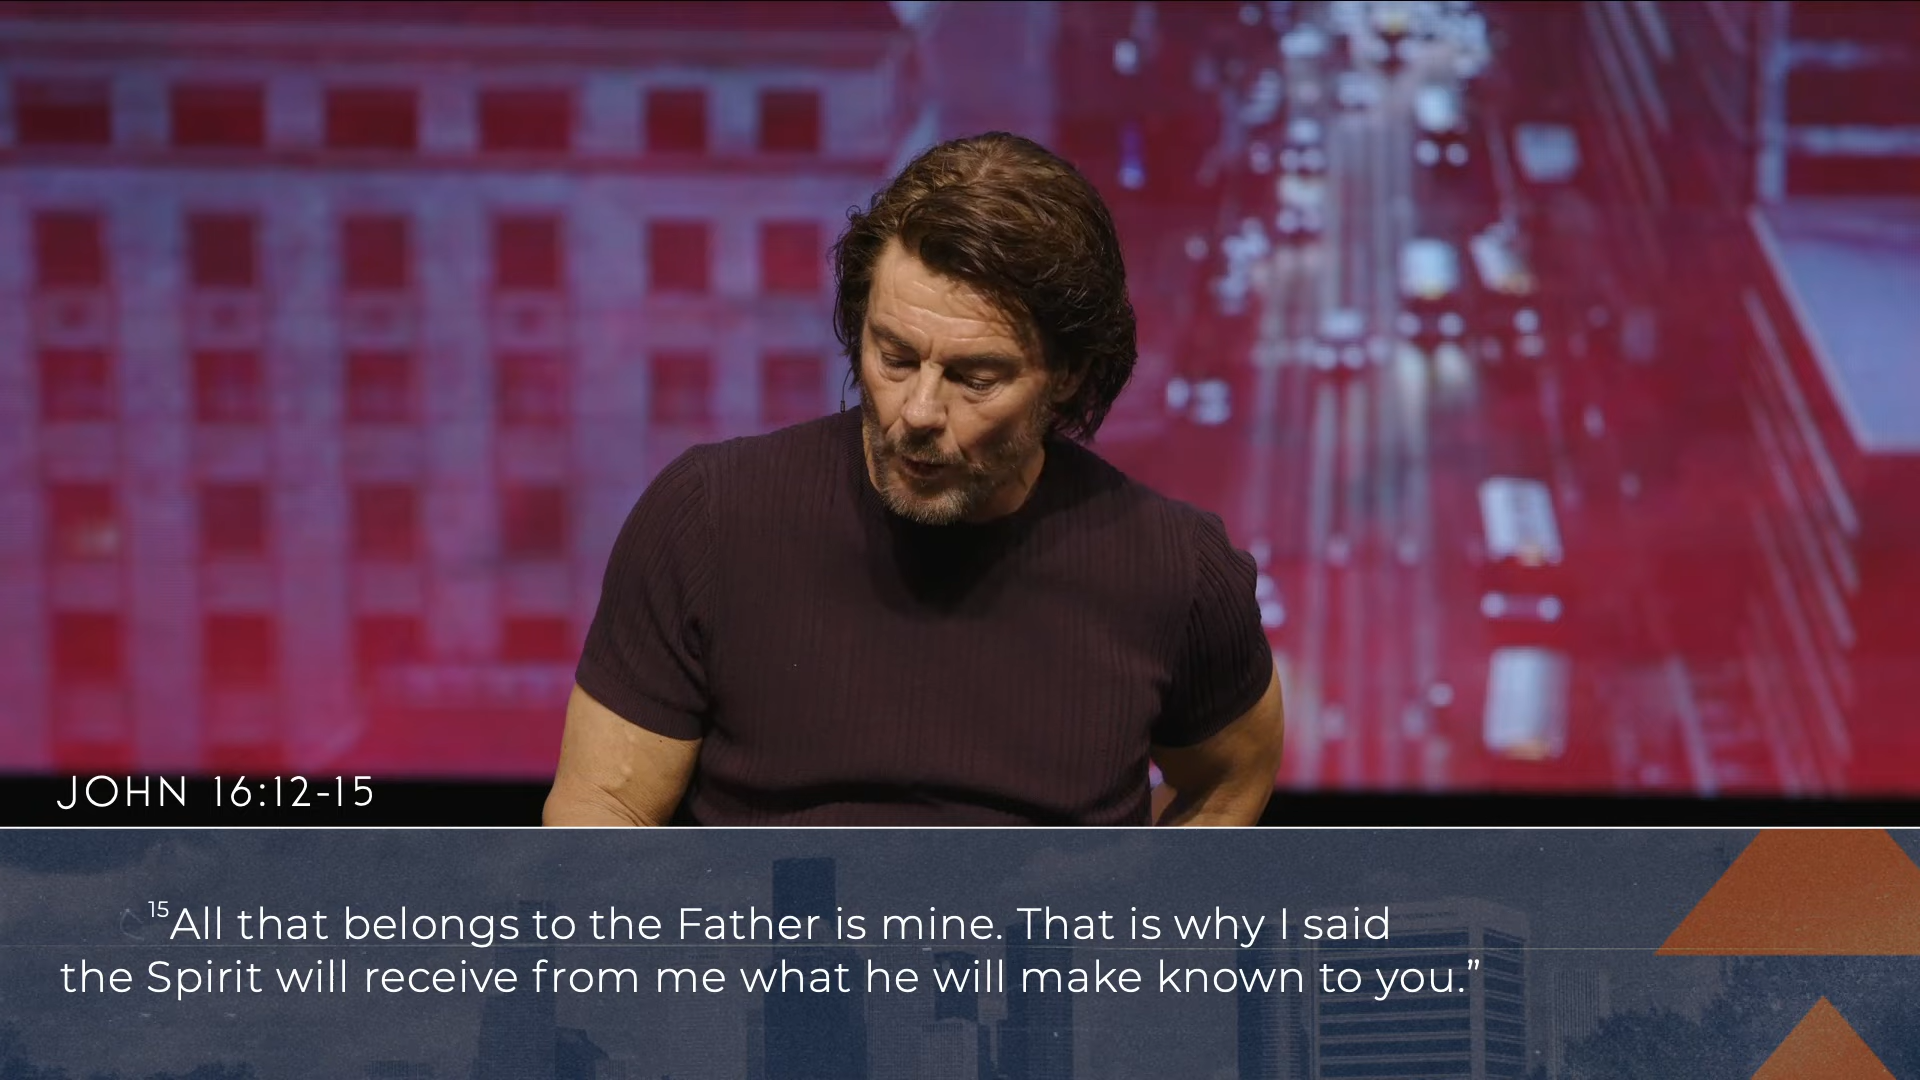 JOHN 16:12-15
¹⁵All that belongs to the Father is mine. That is why I said
the Spirit will receive from me what he will make known to you.”